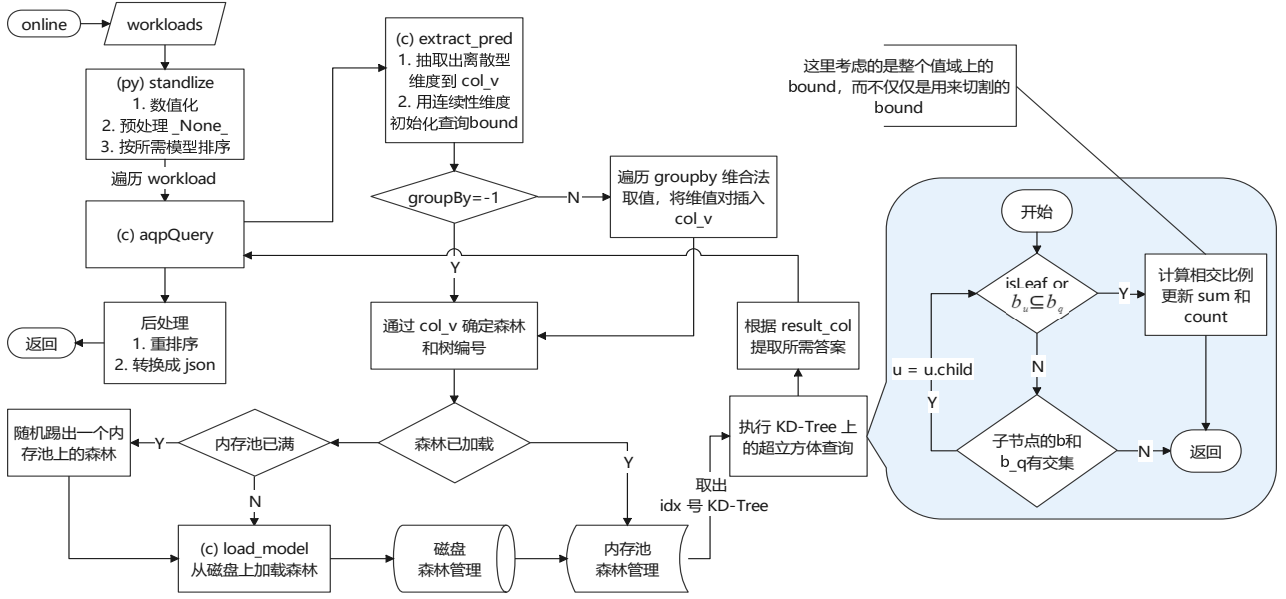 online
workloads
(py) standlize
1. 数值化
2. 预处理 _None_
3. 按所需模型排序
遍历 workload
(c) aqpQuery
后处理
1. 重排序
2. 转换成 json
返回
(c) extract_pred
1. 抽取出离散型
维度到 col_v
2. 用连续性维度
初始化查询bound
groupBy=-1
N
Y
遍历 groupby 维合法
取值，将维值对插入
col_v
通过 col_v 确定森林
和树编号
森林已加载
Y
内存池已满
Y
N
随机踢出一个内
存池上的森林
(c) load_model
从磁盘上加载森林
磁盘
森林管理
内存池
森林管理
取出
idx 号 KD-Tree
执行 KD-Tree 上
的超立方体查询
根据 result_col
提取所需答案
这里考虑的是整个值域上的
bound，而不仅仅是用来切割的
bound
开始
isLeaf or
b_u⊆b_q
Y
N
计算相交比例
更新 sum 和
count
u = u.child
Y
子节点的b和
b_q有交集
N
返回